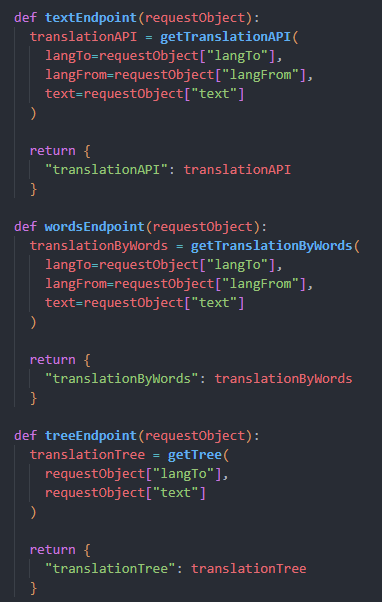 def textEndpoint(requestObject):
  translationAPI = getTranslationAPI(
    langTo=requestObject["langTo"],
    langFrom=requestObject["langFrom"],
    text=requestObject["text"]
  )

  return {
    "translationAPI": translationAPI
  }

def wordsEndpoint(requestObject):
  translationByWords = getTranslationByWords(
    langTo=requestObject["langTo"],
    langFrom=requestObject["langFrom"],
    text=requestObject["text"]
  )

  return {
    "translationByWords": translationByWords
  }

def treeEndpoint(requestObject):
  translationTree = getTree(
    requestObject["langTo"],
    requestObject["text"]
  )

  return {
    "translationTree": translationTree
  }